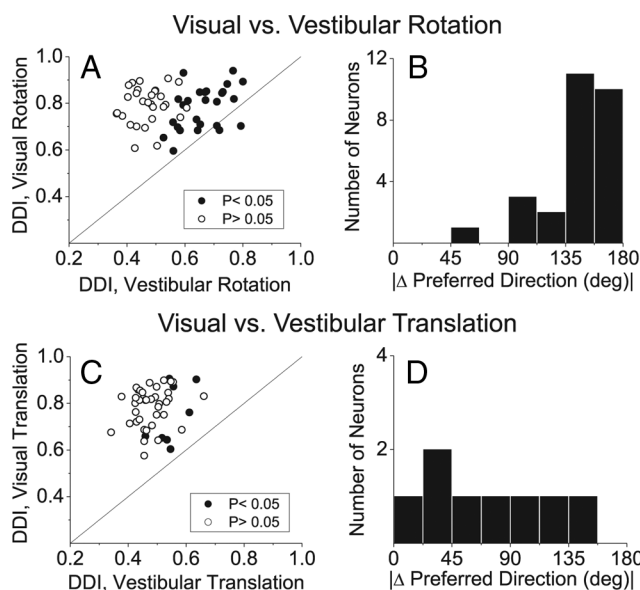 Visual vs. Vestibular Rotation
A
DDI, Visual Rotation
1.0
0.8
0.6
0.4
P< 0.05
P> 0.05
0.2 0.4 0.6 0.8 1.0
DDI, Vestibular Rotation
B
Number of Neurons
12
8
4
0 45 90 135 180
|Δ Preferred Direction (deg)|
Visual vs. Vestibular Translation
C
DDI, Visual Translation
1.0
0.8
0.6
0.4
P< 0.05
P> 0.05
0.2 0.4 0.6 0.8 1.0
DDI, Vestibular Translation
D
Number of Neurons
4
2
0 45 90 135 180
|Δ Preferred Direction (deg)|